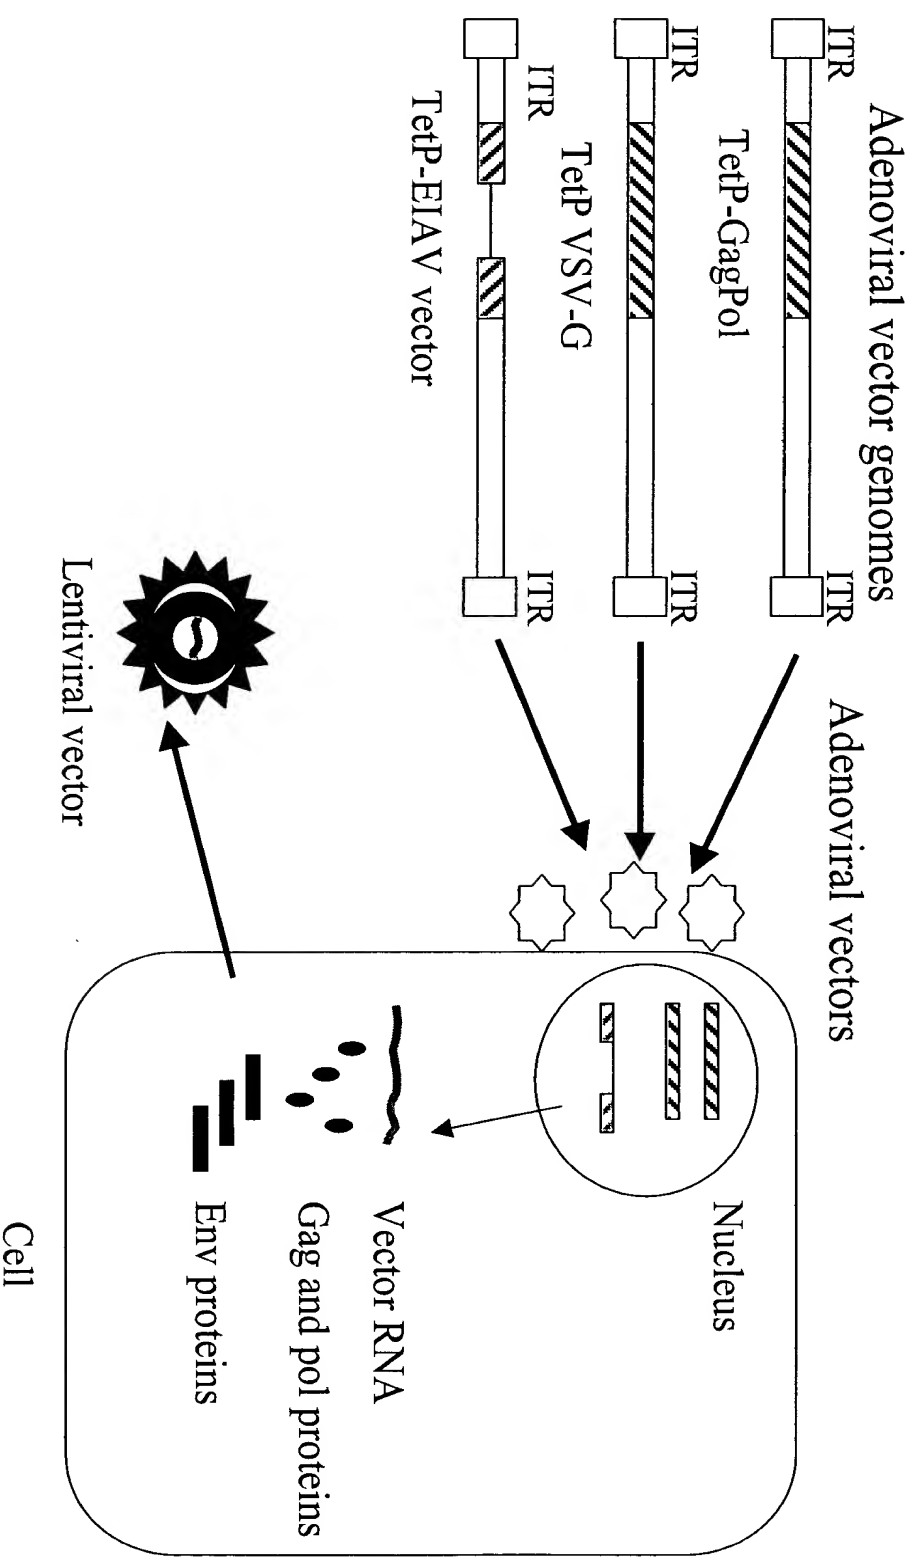 Adenoviral vector genomes
ITR
ITR
TetP-GagPol
ITR
ITR
TetP VSV-G
ITR
ITR
TetP-EIAV vector
Adenoviral vectors
Nucleus
Vector RNA
Gag and pol proteins
Env proteins
Lentiviral vector
Cell